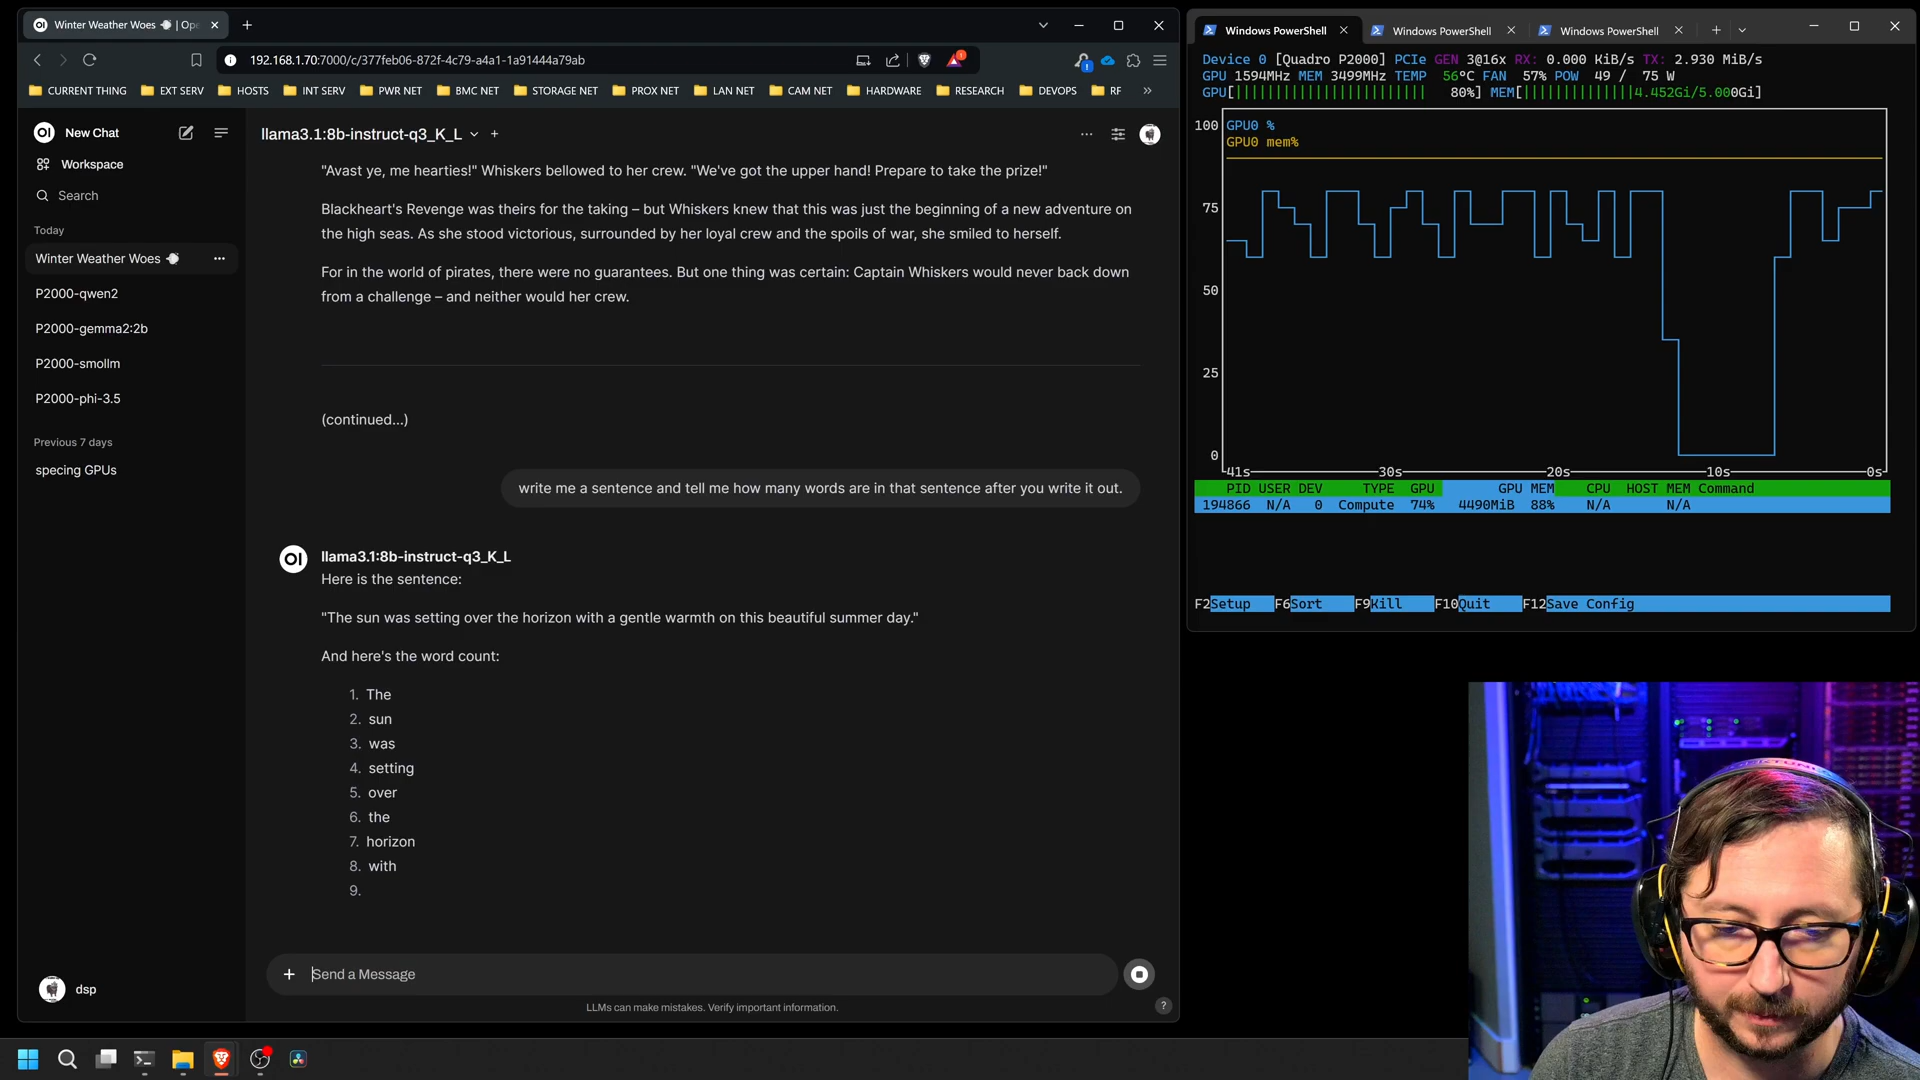 Winter Weather Woes | Ope
192.168.1.70:7000/c/377feb06-872f-4c79-a4a1-1a91444a79ab
CURRENT THING EXT SERV HOSTS INT SERV PWR NET BMC NET STORAGE NET PROX NET LAN NET CAM NET HARDWARE RESEARCH DEVOPS RF »
OI New Chat
Workspace
Search
Today
Winter Weather Woes
P2000-qwen2
P2000-gemma2:2b
P2000-smollm
P2000-phi-3.5
Previous 7 days
specing GPUs
dsp
llama3.1:8b-instruct-q3_K_L
"Avast ye, me hearties!" Whiskers bellowed to her crew. "We've got the upper hand! Prepare to take the prize!"
Blackheart's Revenge was theirs for the taking – but Whiskers knew that this was just the beginning of a new adventure on
the high seas. As she stood victorious, surrounded by her loyal crew and the spoils of war, she smiled to herself.
For in the world of pirates, there were no guarantees. But one thing was certain: Captain Whiskers would never back down
from a challenge – and neither would her crew.
(continued...)
write me a sentence and tell me how many words are in that sentence after you write it out.
OI llama3.1:8b-instruct-q3_K_L
Here is the sentence:
"The sun was setting over the horizon with a gentle warmth on this beautiful summer day."
And here's the word count:
1. The
2. sun
3. was
4. setting
5. over
6. the
7. horizon
8. with
9.
Send a Message
LLMs can make mistakes. Verify important information.
?
Windows PowerShell Windows PowerShell Windows PowerShell
Device 0 [Quadro P2000] PCIe GEN 3@16x RX: 0.000 KiB/s TX: 2.930 MiB/s
GPU 1594MHz MEM 3499MHz TEMP 56°C FAN 57% POW 49 / 75 W
GPU[|||||||||||||||||||||||| 80%] MEM[||||||||||||||4.452Gi/5.000Gi]
100
GPU0 %
GPU0 mem%
75
50
25
0
41s 30s 20s 10s 0s
PID USER DEV TYPE GPU GPU MEM CPU HOST MEM Command
194866 N/A 0 Compute 74% 4490MiB 88% N/A N/A
F2Setup F6Sort F9Kill F10Quit F12Save Config